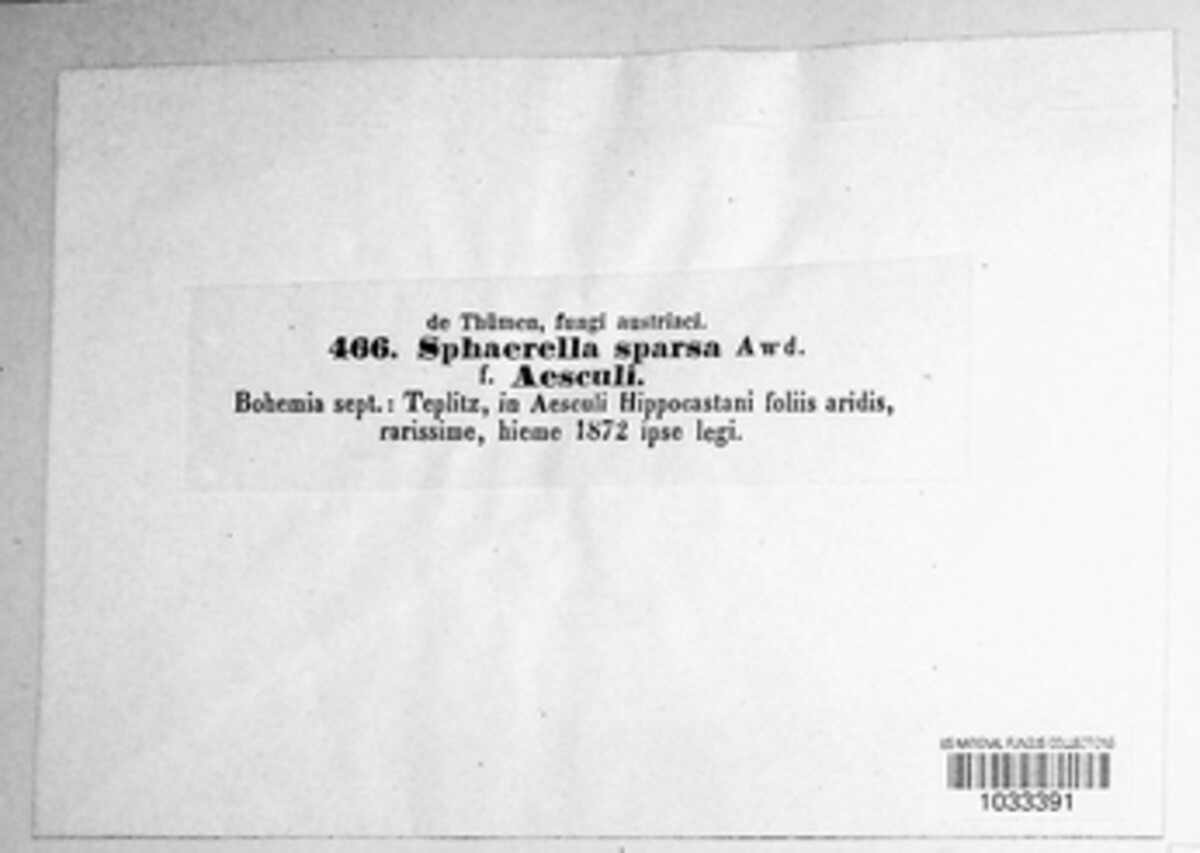 de Thümen, fungi austriaci.
466. Sphaerella sparsa Awd.
f. Aesculi.
Bohemia sept.: Teplitz, in Aesculi Hippocastani foliis aridis,
rarissime, hieme 1872 ipse legi.
US NATIONAL FUNGUS COLLECTIONS
1033391